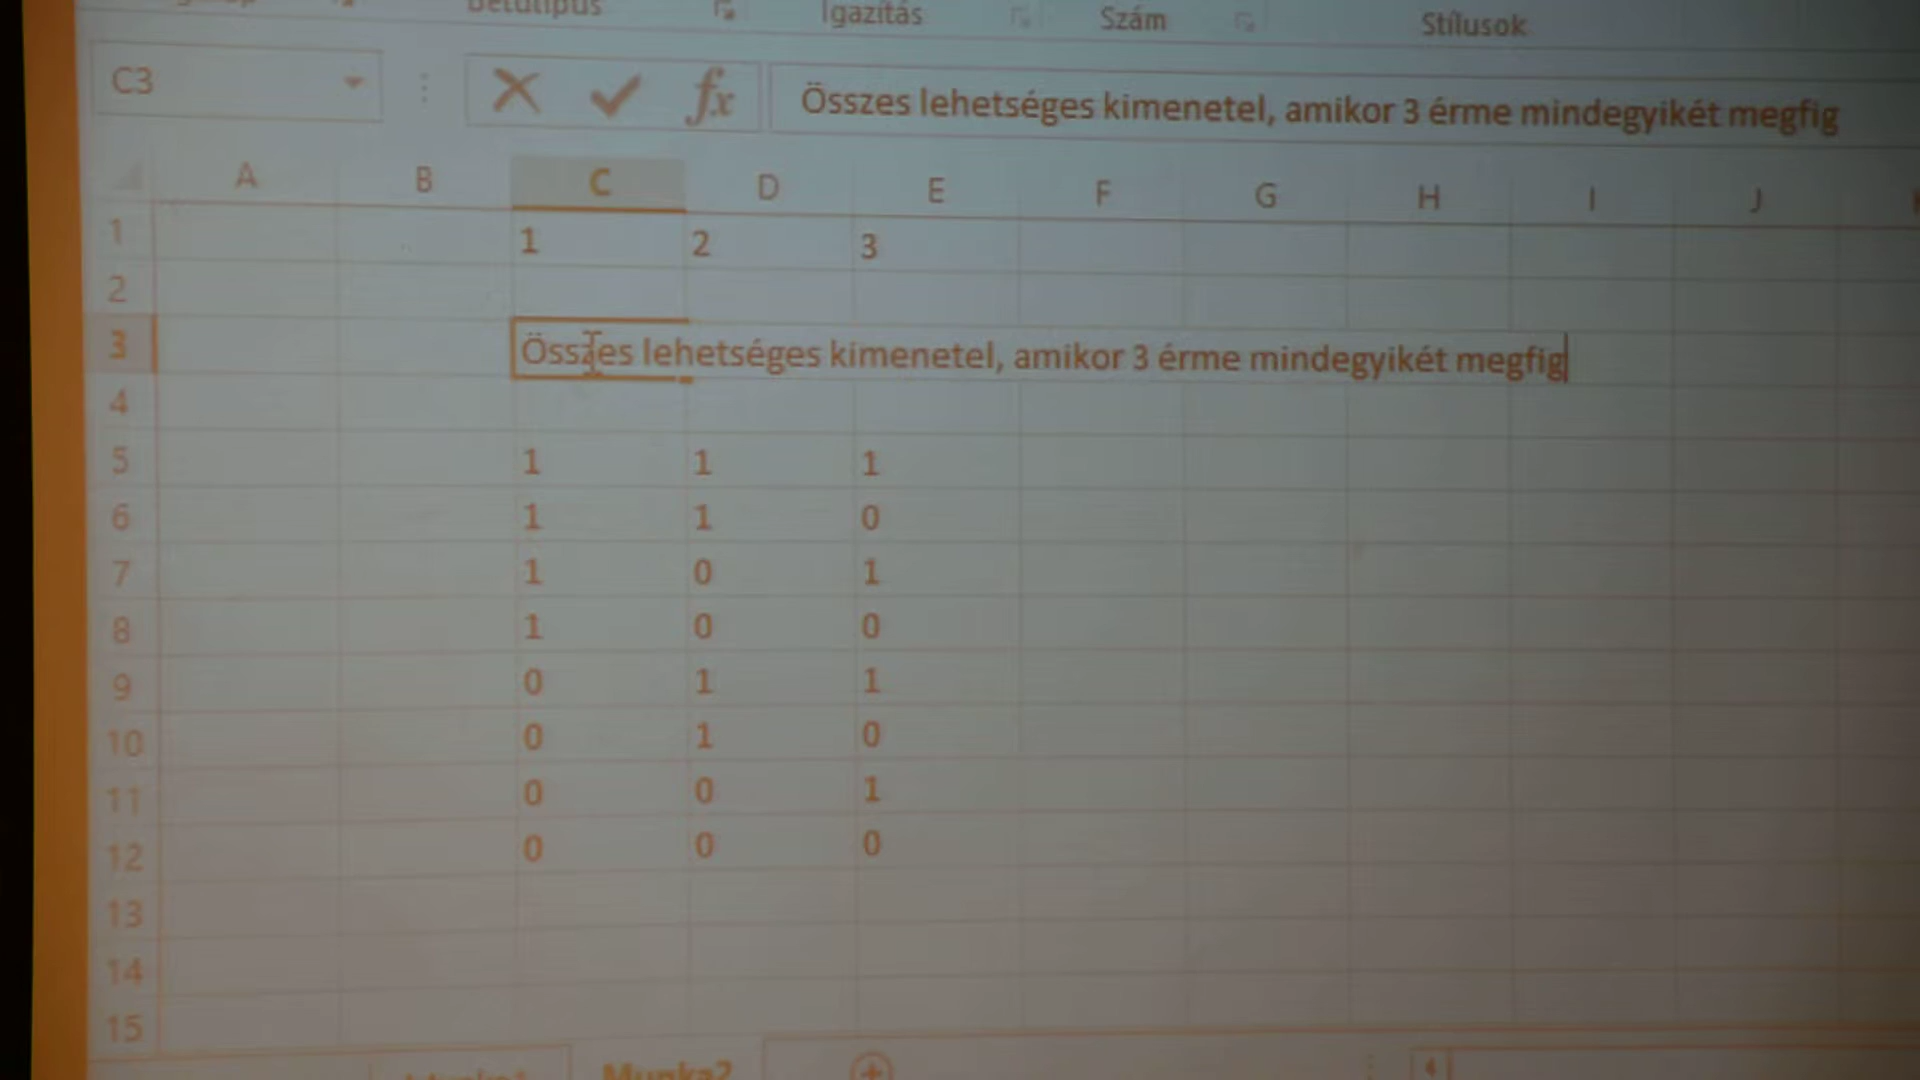 Betűtípus Igazítás Szám Stílusok
C3 fx Összes lehetséges kimenetel, amikor 3 érme mindegyikét megfig
A B C D E F G H I J
1 1 2 3
2
3 Összes lehetséges kimenetel, amikor 3 érme mindegyikét megfig
4
5 1 1 1
6 1 1 0
7 1 0 1
8 1 0 0
9 0 1 1
10 0 1 0
11 0 0 1
12 0 0 0
13
14
15
Munka2